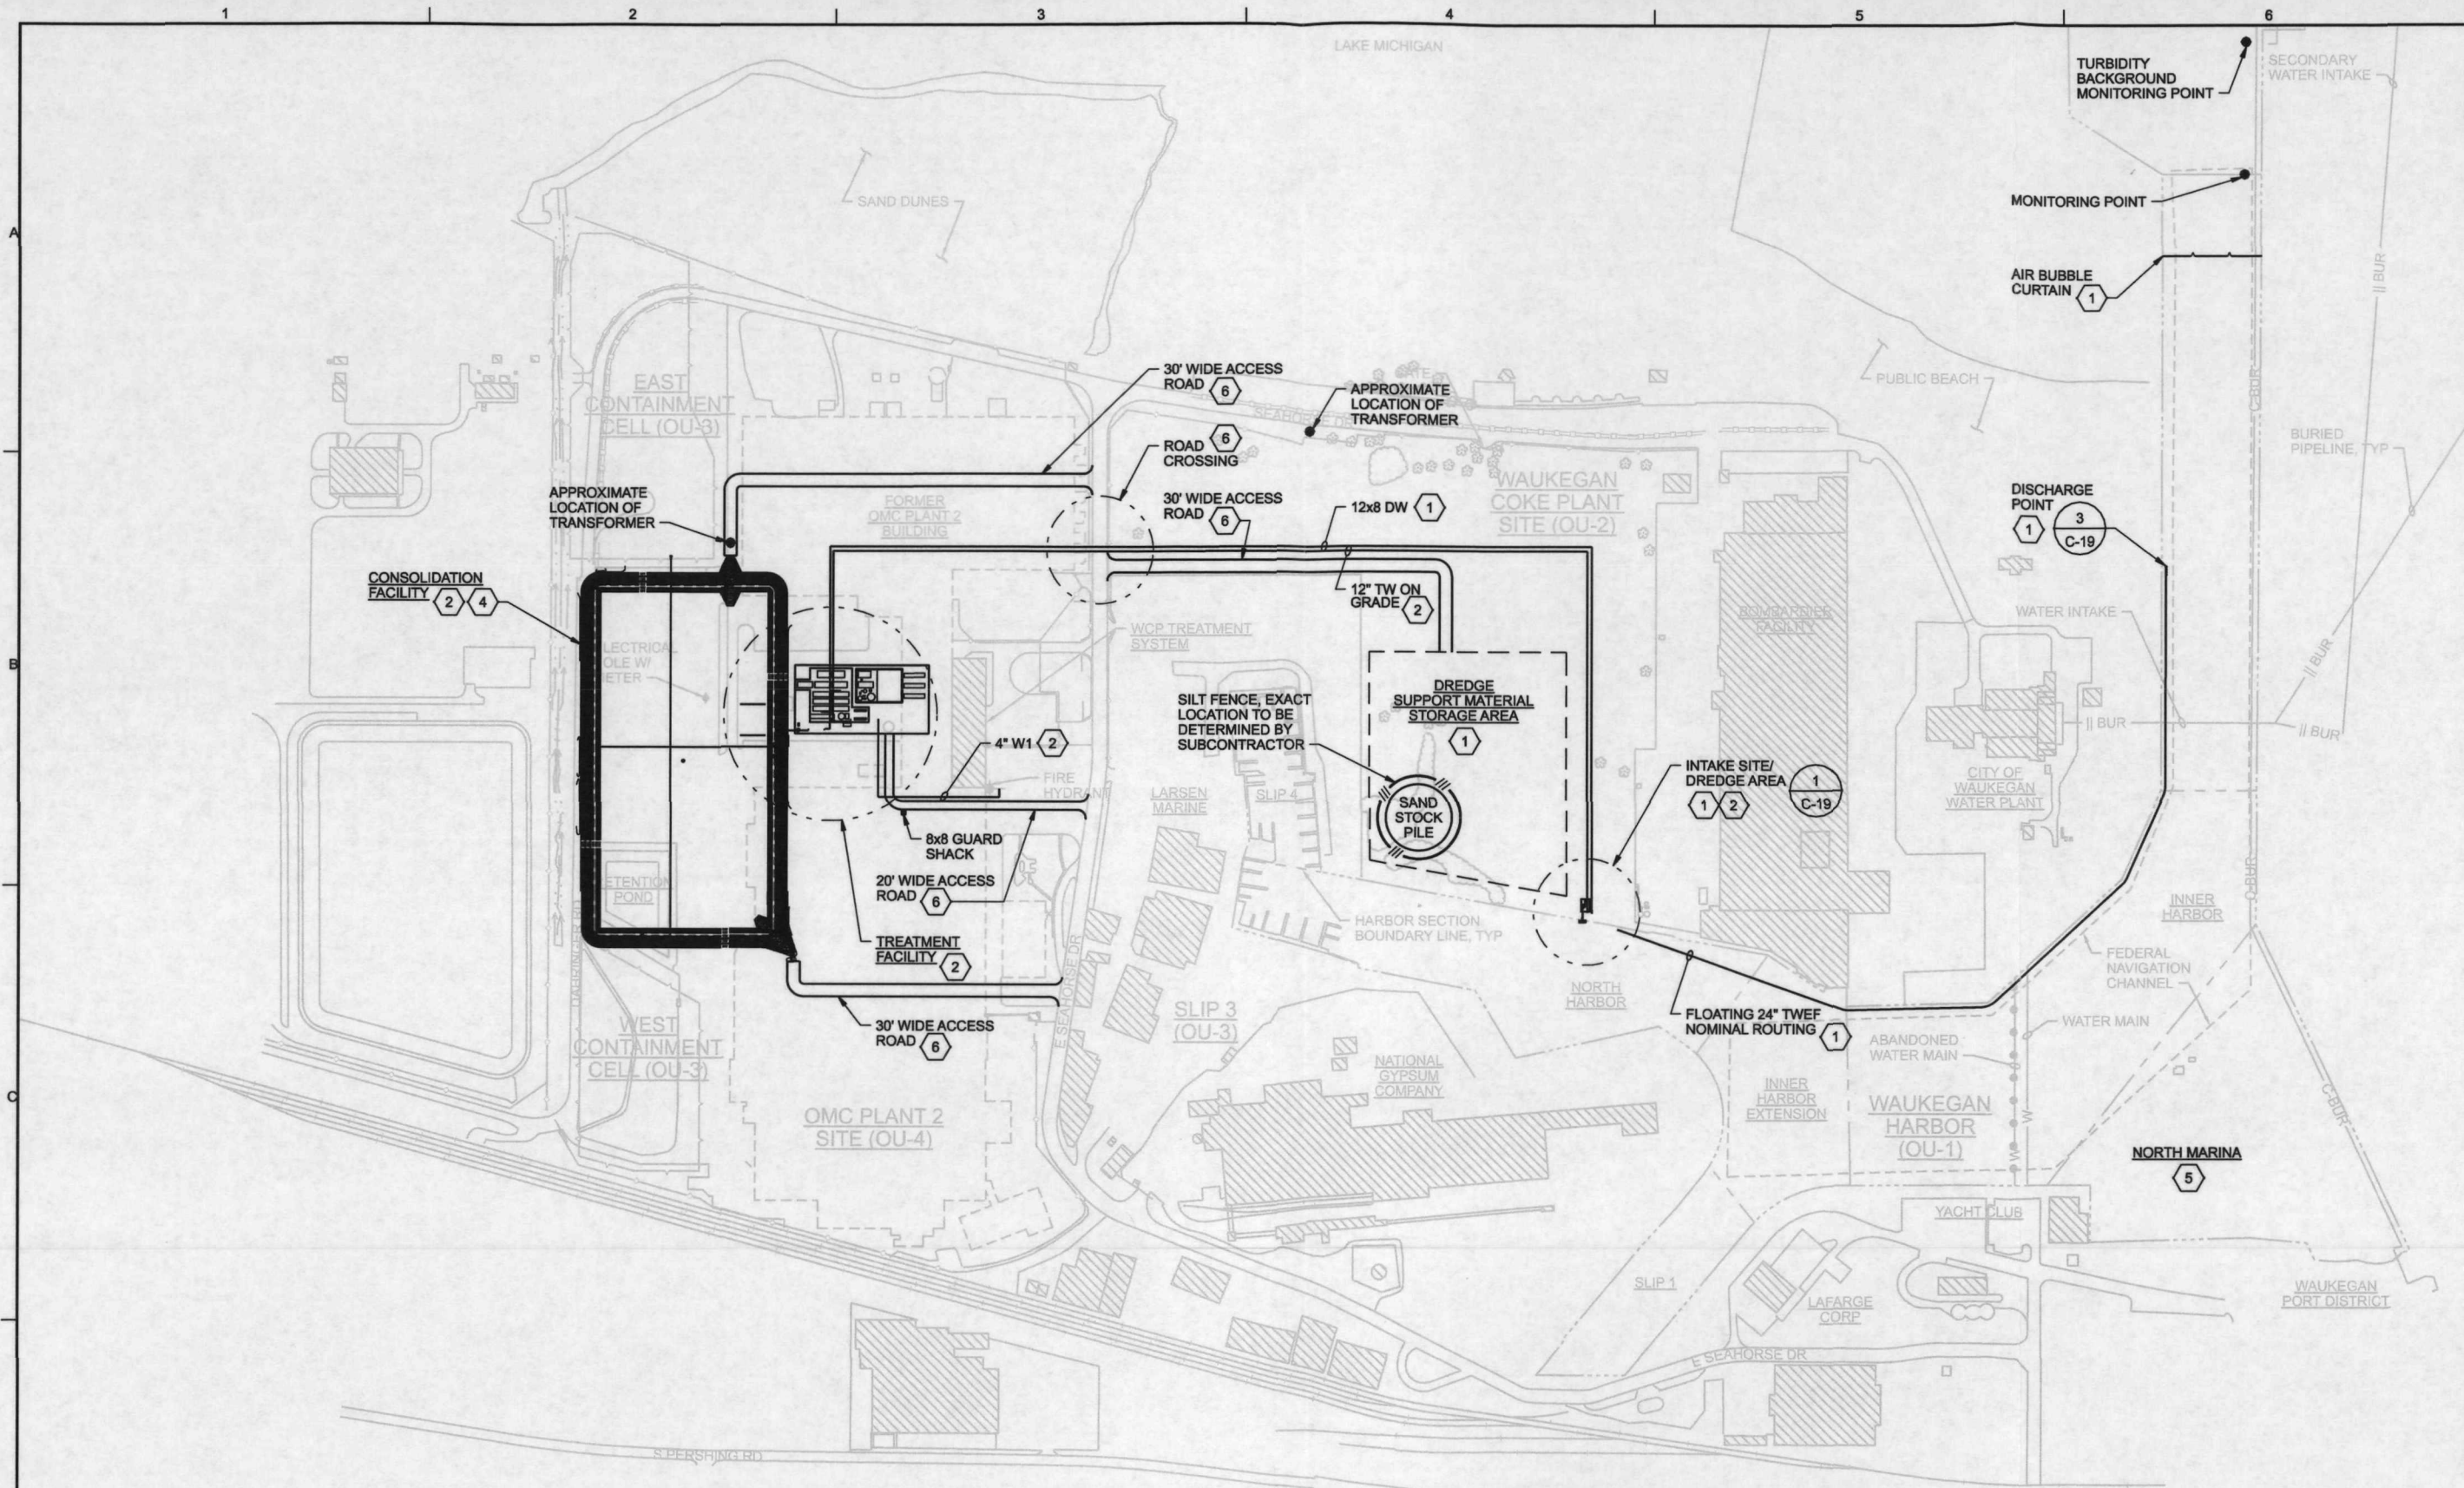 1
2
3
4
5
6
LAKE MICHIGAN
TURBIDITY
BACKGROUND
MONITORING POINT
SECONDARY
WATER INTAKE
SAND DUNES
MONITORING POINT
A
AIR BUBBLE
CURTAIN
1
|| BUR
C-BUR
EAST
CONTAINMENT
CELL (OU-3)
30' WIDE ACCESS
ROAD 6
APPROXIMATE
LOCATION OF
TRANSFORMER
PUBLIC BEACH
ROAD 6
CROSSING
BURIED
PIPELINE, TYP
APPROXIMATE
LOCATION OF
TRANSFORMER
FORMER
OMC PLANT 2
BUILDING
30' WIDE ACCESS
ROAD 6
12x8 DW 1
WAUKEGAN
COKE PLANT
SITE (OU-2)
DISCHARGE
POINT
1
3
C-19
CONSOLIDATION
FACILITY 2 4
12" TW ON
GRADE 2
WCP TREATMENT
SYSTEM
BOMBARDIER
FACILITY
WATER INTAKE
B
DREDGE
SUPPORT MATERIAL
STORAGE AREA
1
SILT FENCE, EXACT
LOCATION TO BE
DETERMINED BY
SUBCONTRACTOR
|| BUR
|| BUR
|| BUR
4" W1 2
FIRE
LARSEN
MARINE
SLIP 4
SAND
STOCK
PILE
INTAKE SITE/
DREDGE AREA
1 2
1
C-19
CITY OF
WAUKEGAN
WATER PLANT
8x8 GUARD
SHACK
POND
20' WIDE ACCESS
ROAD 6
C-BUR
INNER
HARBOR
HARBOR SECTION
BOUNDARY LINE, TYP
TREATMENT
FACILITY 2
E SEAHORSE DR
FEDERAL
NAVIGATION
CHANNEL
NORTH
HARBOR
SLIP 3
(OU-3)
FLOATING 24" TWEF
NOMINAL ROUTING 1
WATER MAIN
WEST
CONTAINMENT
CELL (OU-3)
30' WIDE ACCESS
ROAD 6
ABANDONED
WATER MAIN
NATIONAL
GYPSUM
COMPANY
C
INNER
HARBOR
EXTENSION
WAUKEGAN
HARBOR
(OU-1)
C-BUR
W
W
OMC PLANT 2
SITE (OU-4)
NORTH MARINA
5
YACHT CLUB
SLIP 1
LAFARGE
CORP
WAUKEGAN
PORT DISTRICT
E SEAHORSE DR
S PERSHING RD